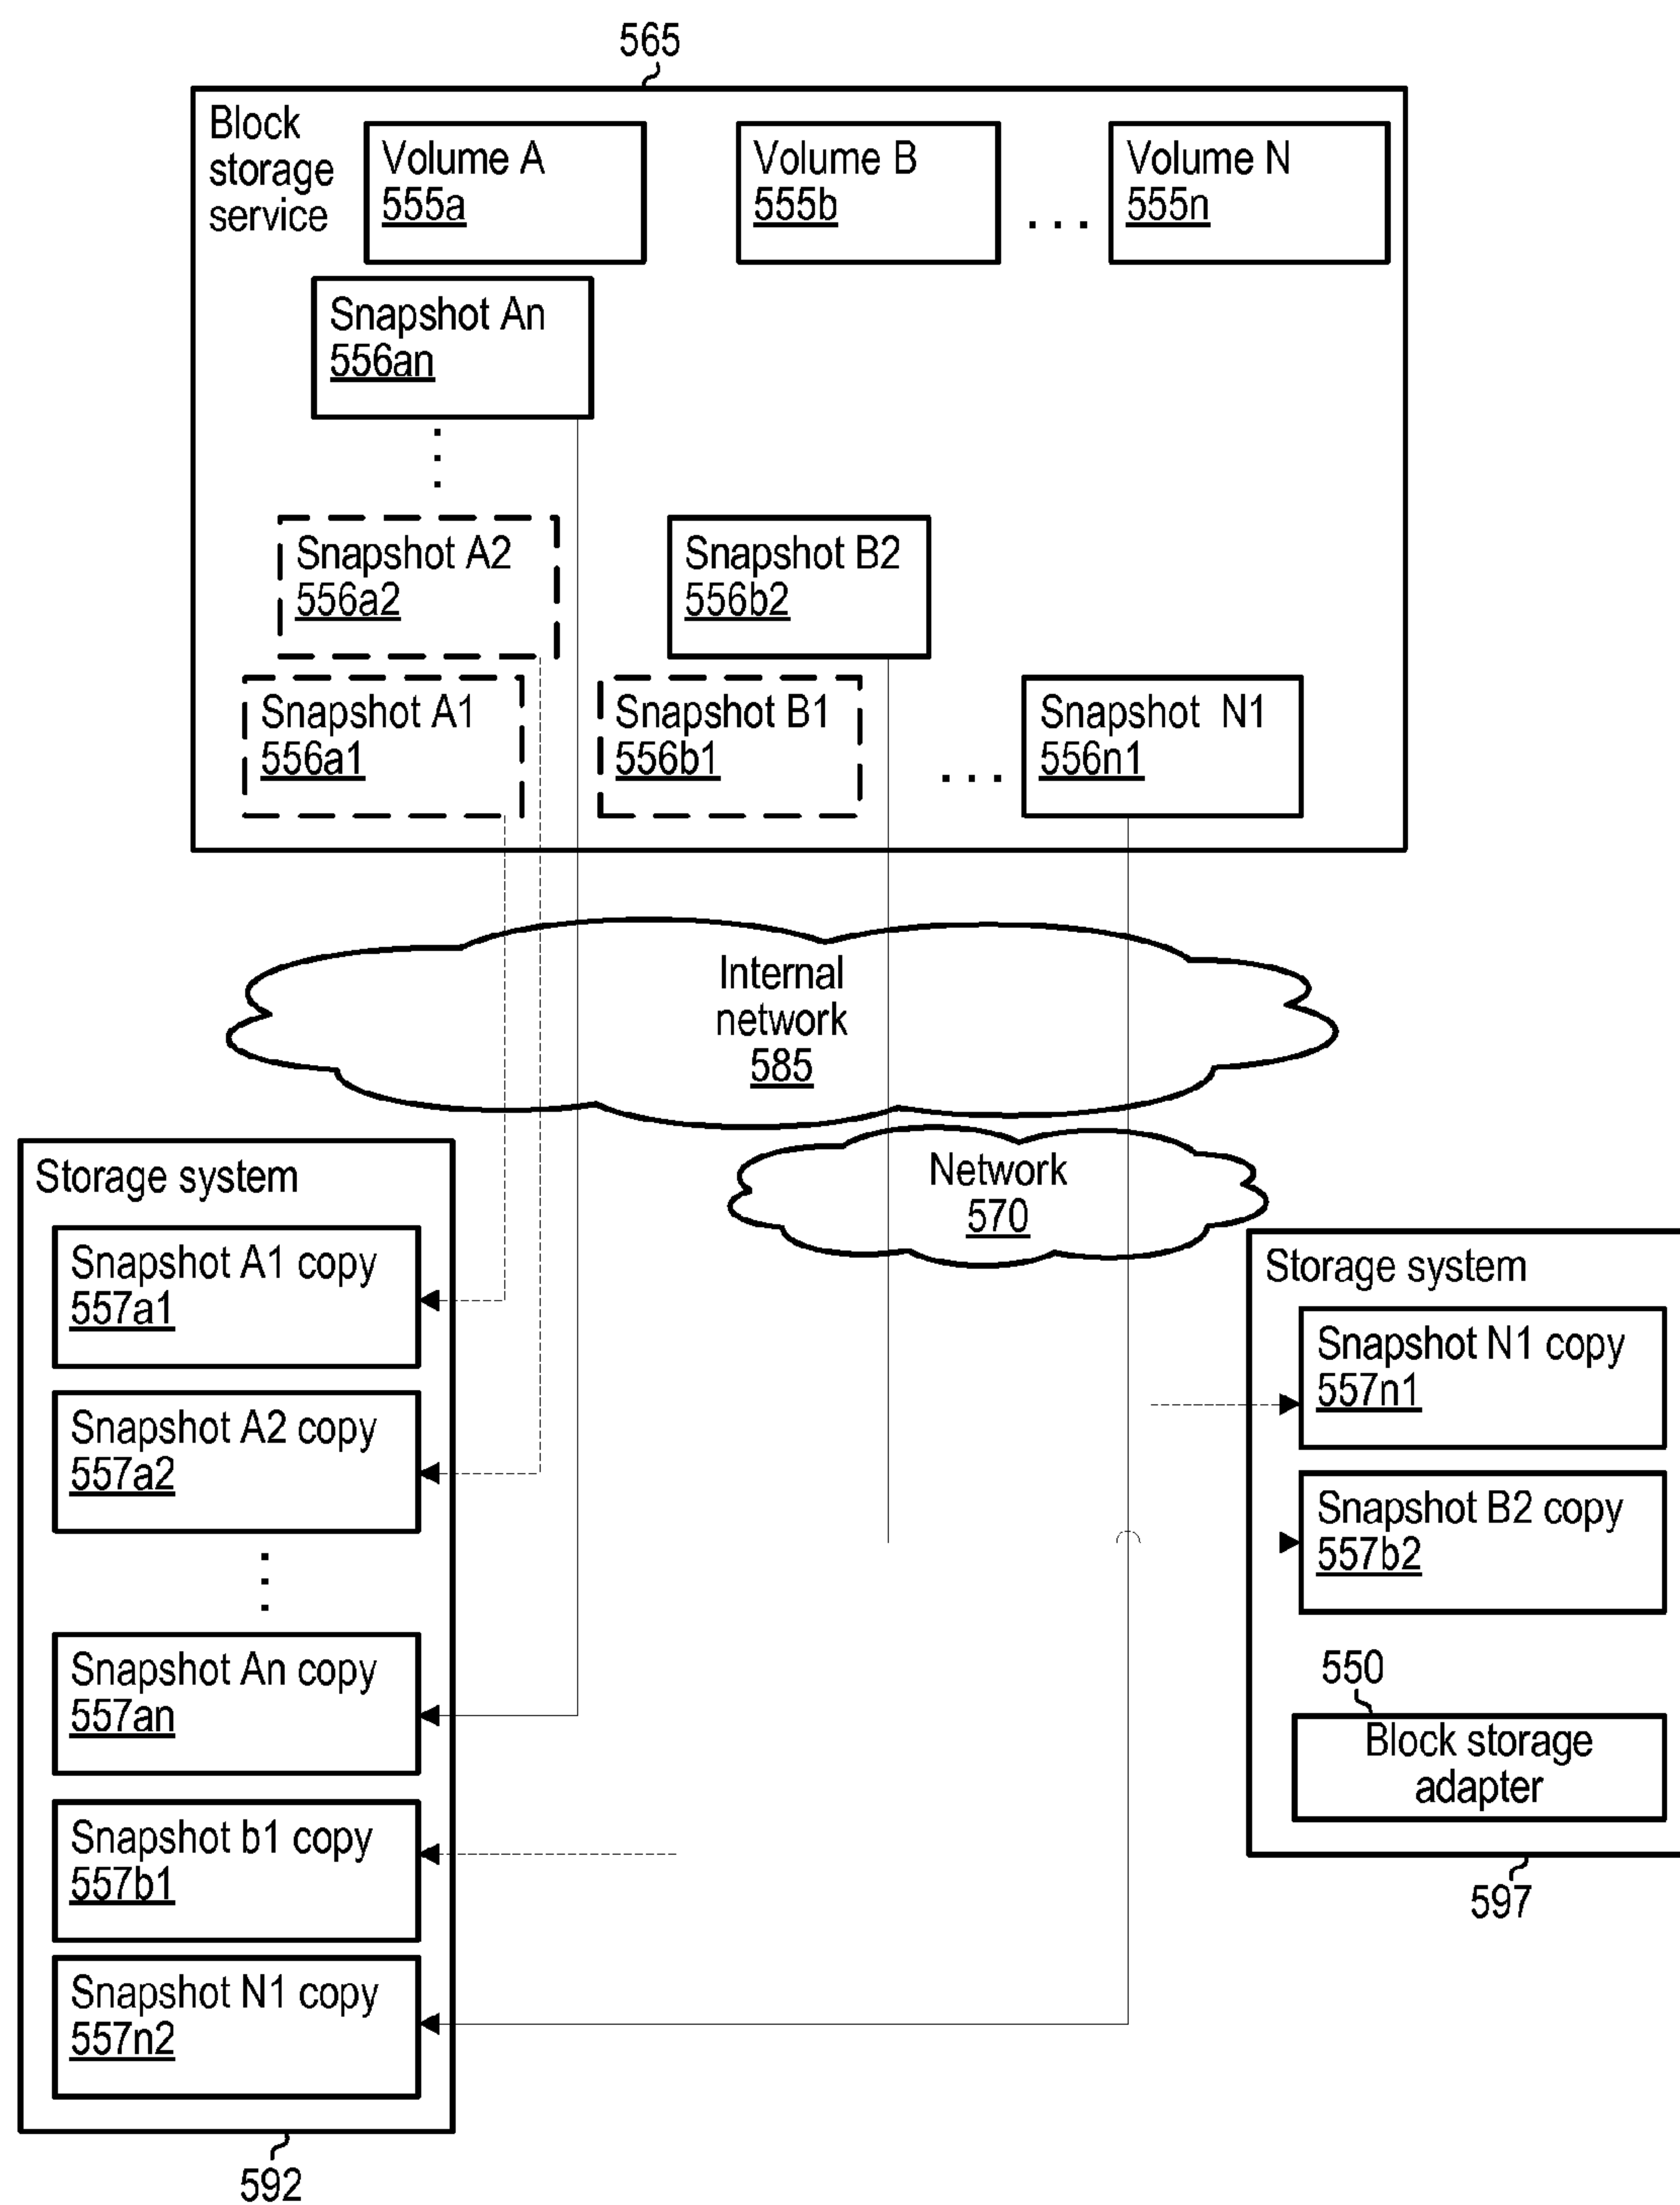 565
Block
storage
service
Volume A
555a
Volume B
555b
. . .
Volume N
555n
Snapshot An
556an
Snapshot A2
556a2
Snapshot B2
556b2
Snapshot A1
556a1
Snapshot B1
556b1
. . .
Snapshot N1
556n1
Internal
network
585
Network
570
Storage system
Snapshot A1 copy
557a1
Snapshot A2 copy
557a2
Snapshot An copy
557an
Snapshot b1 copy
557b1
Snapshot N1 copy
557n2
592
Storage system
Snapshot N1 copy
557n1
Snapshot B2 copy
557b2
550
Block storage
adapter
597